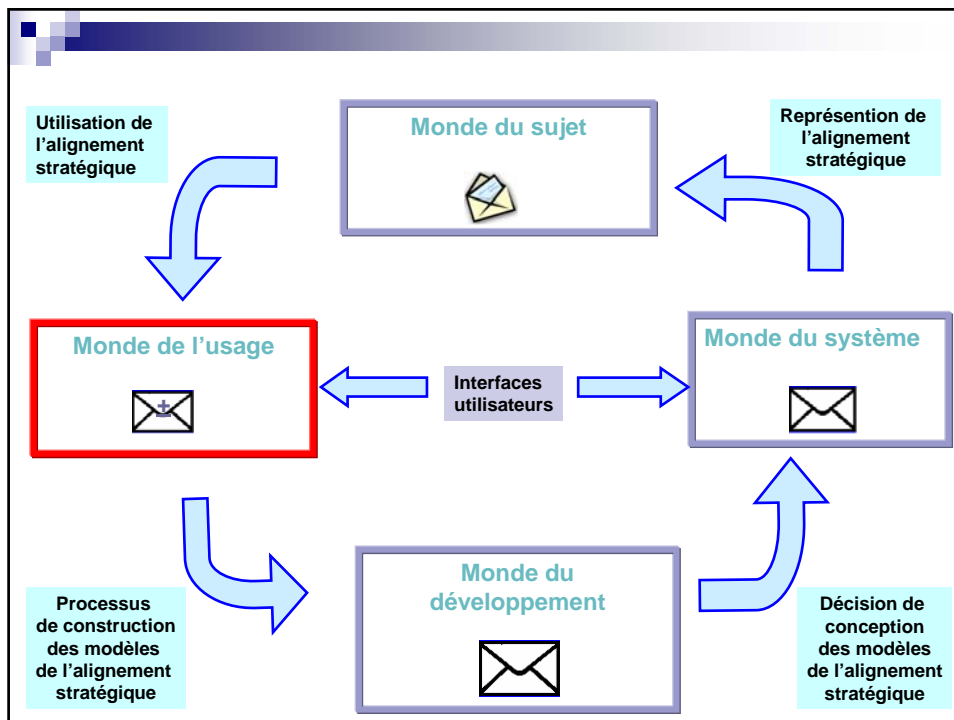 Utilisation de
l'alignement
stratégique
Monde du sujet
Représention de
l'alignement
stratégique
Monde de l'usage
±
Interfaces
utilisateurs
Monde du système
Processus
de construction
des modèles
de l'alignement
stratégique
Monde du
développement
Décision de
conception
des modèles
de l'alignement
stratégique